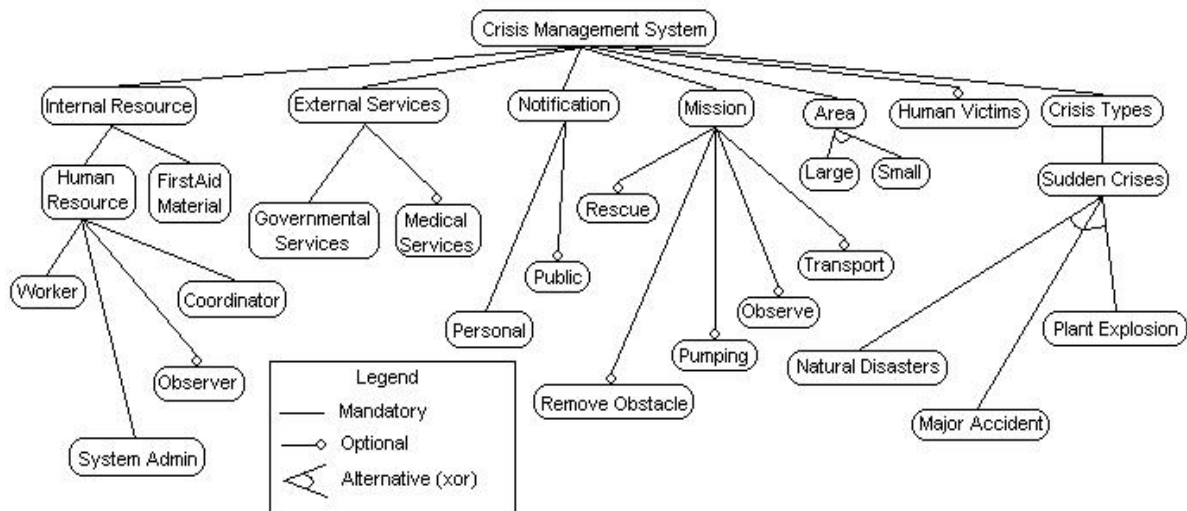 Crisis Management System
Internal Resource
External Services
Notification
Mission
Area
Human Victims
Crisis Types
Human
Resource
FirstAid
Material
Governmental
Services
Medical
Services
Rescue
Large
Small
Sudden Crises
Worker
Coordinator
Public
Transport
Personal
Observe
Plant Explosion
Observer
Pumping
Natural Disasters
Remove Obstacle
Major Accident
System Admin
Legend
Mandatory
Optional
Alternative (xor)